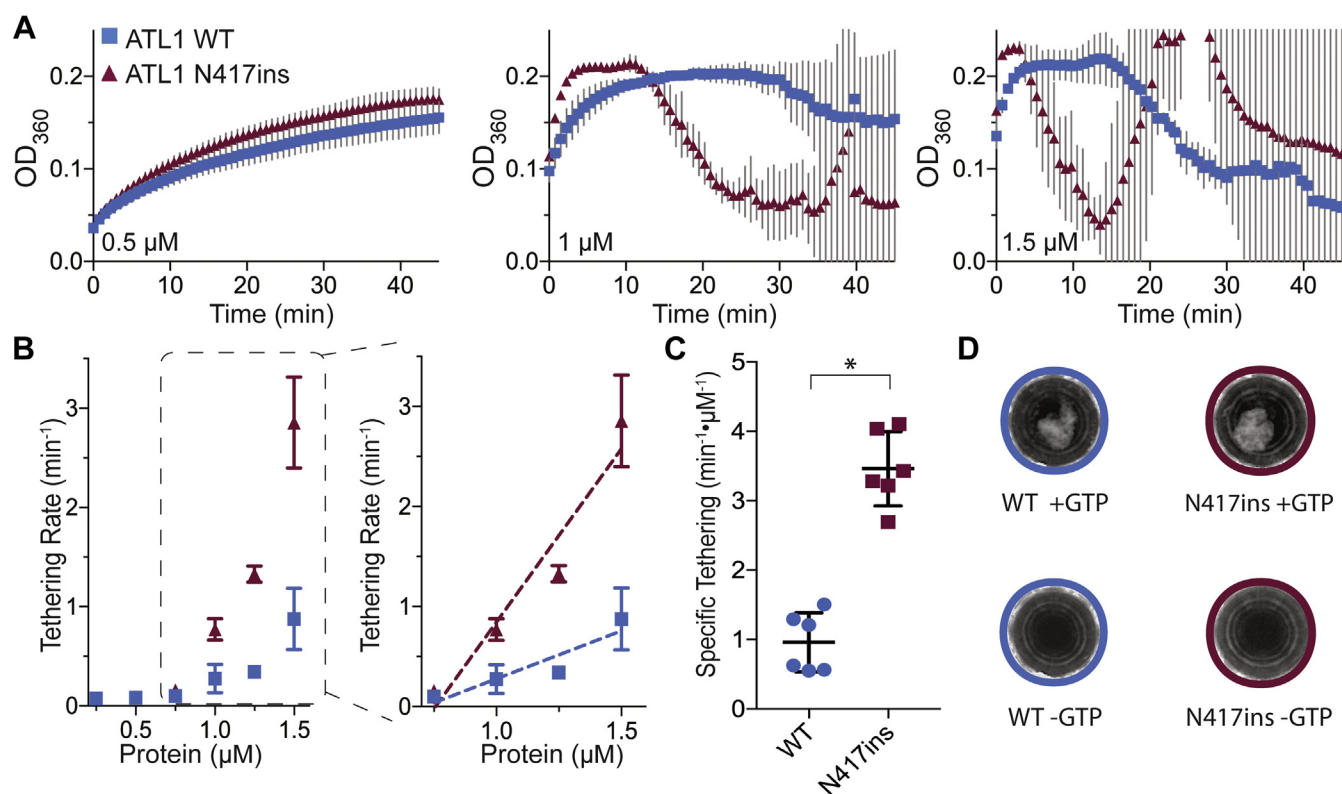 A
ATL1 WT
ATL1 N417ins
OD360
0.2
0.1
0.0
0.5 μM
0 10 20 30 40
Time (min)
OD360
0.2
0.1
0.0
1 μM
0 10 20 30 40
Time (min)
OD360
0.2
0.1
0.0
1.5 μM
0 10 20 30 40
Time (min)
B
Tethering Rate (min-1)
3
2
1
0
0.5 1.0 1.5
Protein (μM)
Tethering Rate (min-1)
3
2
1
0
1.0 1.5
Protein (μM)
C
Specific Tethering (min-1•μM-1)
5
4
3
2
1
0
*
WT
N417ins
D
WT +GTP
N417ins +GTP
WT -GTP
N417ins -GTP